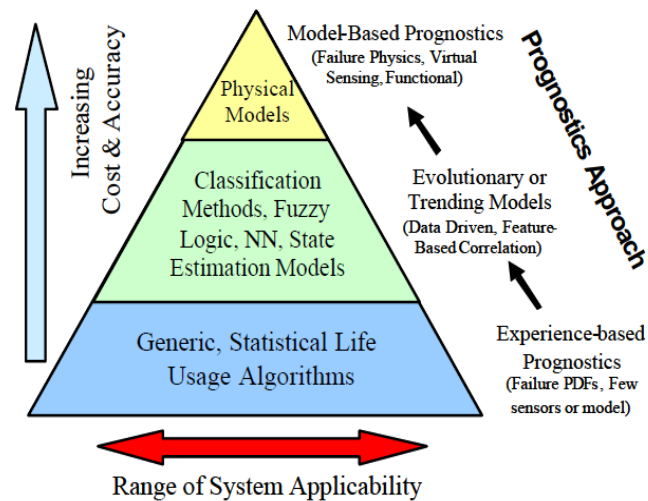 Increasing
Cost & Accuracy
Physical
Models
Classification
Methods, Fuzzy
Logic, NN, State
Estimation Models
Generic, Statistical Life
Usage Algorithms
Range of System Applicability
Model-Based Prognostics
(Failure Physics, Virtual
Sensing, Functional)
Evolutionary or
Trending Models
(Data Driven, Feature-
Based Correlation)
Experience-based
Prognostics
(Failure PDFs, Few
sensors or model)
Prognostics Approach